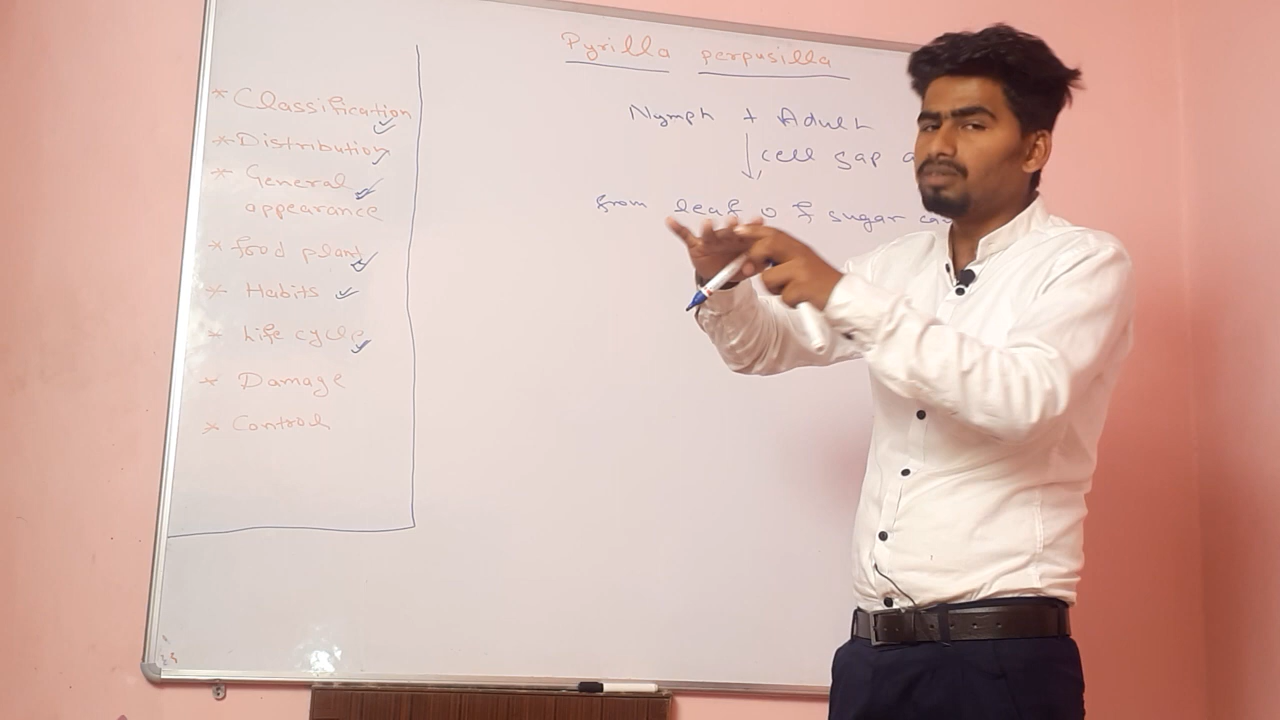 Pyrilla perpusilla
* Classification
* Distribution
* General
appearance
* food plant
* Habits
* Life cycle
* Damage
* Control
Nymph + Adult
cell sap
from leaf of sugar